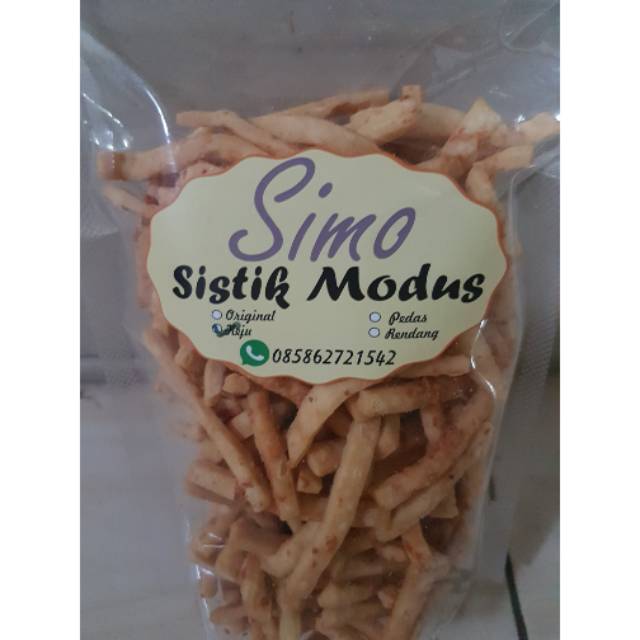 Simo
Sistik Modus
Original
Pedas
Keju
Rendang
085862721542